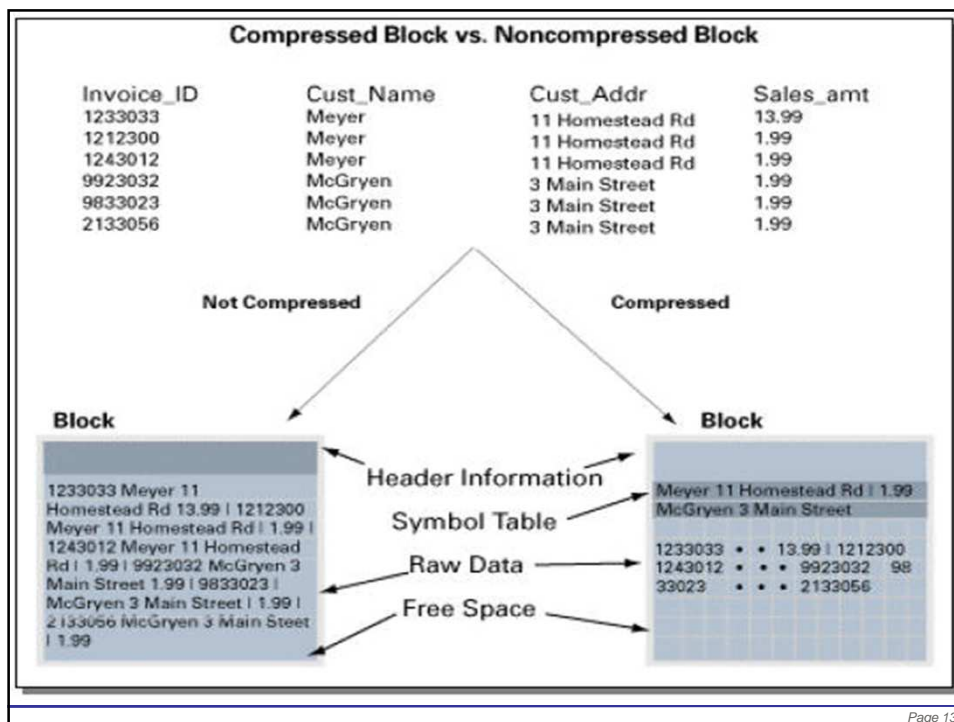 Compressed Block vs. Noncompressed Block
Invoice_ID Cust_Name Cust_Addr Sales_amt
1233033 Meyer 11 Homestead Rd 13.99
1212300 Meyer 11 Homestead Rd 1.99
1243012 Meyer 11 Homestead Rd 1.99
9923032 McGryen 3 Main Street 1.99
9833023 McGryen 3 Main Street 1.99
2133056 McGryen 3 Main Street 1.99
Not Compressed Compressed
Block
1233033 Meyer 11
Homestead Rd 13.99 | 1212300
Meyer 11 Homestead Rd | 1.99 |
1243012 Meyer 11 Homestead
Rd | 1.99 | 9923032 McGryen 3
Main Street 1.99 | 9833023 |
McGryen 3 Main Street | 1.99 |
2133056 McGryen 3 Main Steet
| 1.99
Header Information
Symbol Table
Raw Data
Free Space
Block
Meyer 11 Homestead Rd | 1.99
McGryen 3 Main Street
1233033 • • 13.99 | 1212300
1243012 • • • 9923032 98
33023 • • • 2133056
Page 13